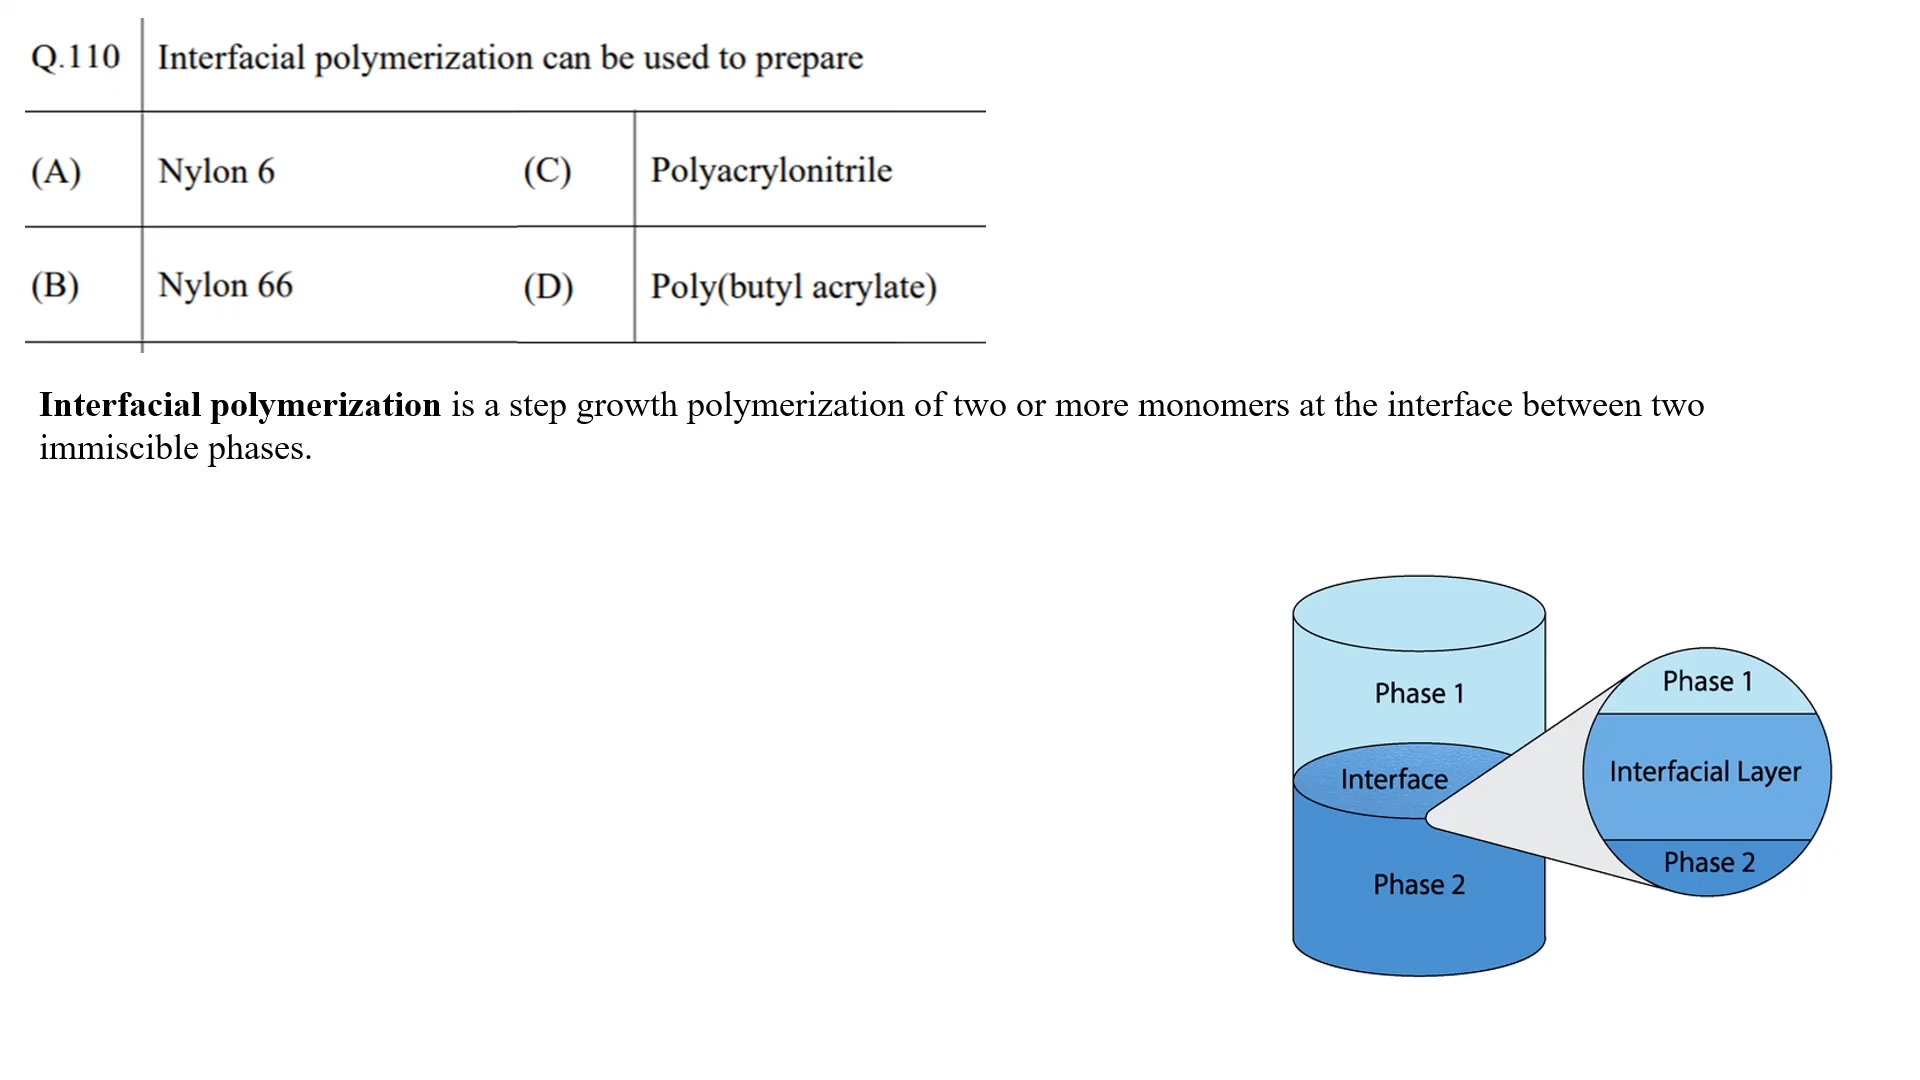 Q.110 Interfacial polymerization can be used to prepare
(A) Nylon 6 (C) Polyacrylonitrile
(B) Nylon 66 (D) Poly(butyl acrylate)
Interfacial polymerization is a step growth polymerization of two or more monomers at the interface between two
immiscible phases.
Phase 1
Interface
Phase 2
Phase 1
Interfacial Layer
Phase 2